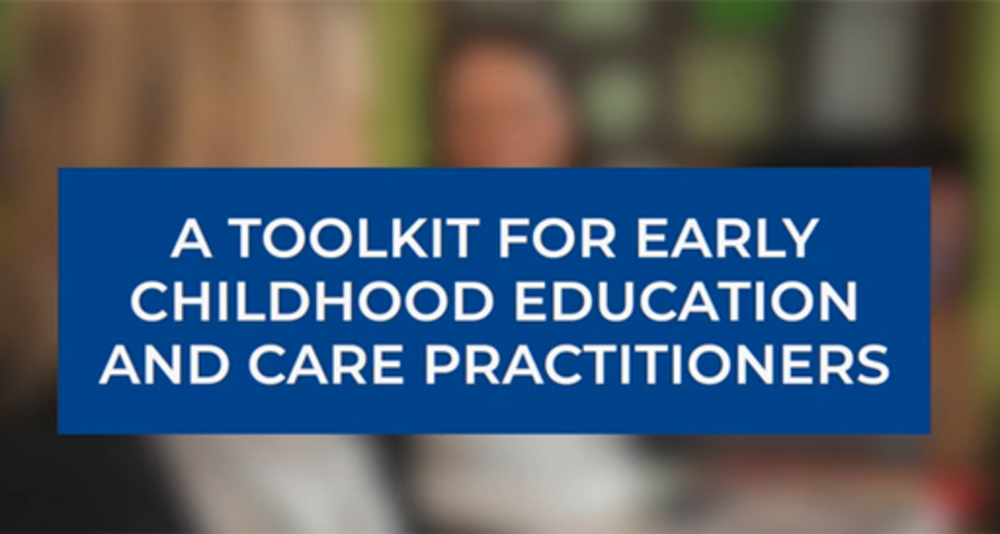 A TOOLKIT FOR EARLY
CHILDHOOD EDUCATION
AND CARE PRACTITIONERS